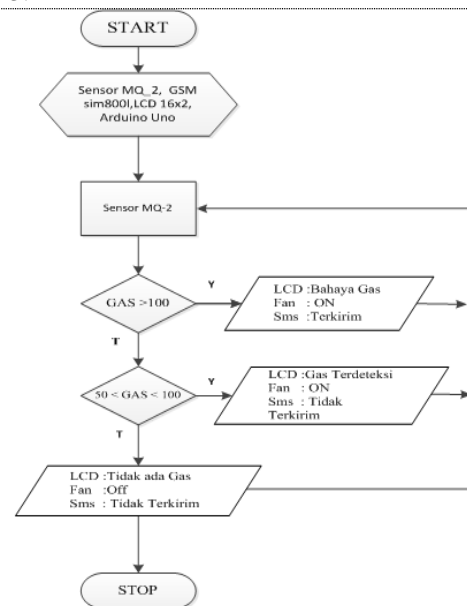 START
Sensor MQ_2, GSM
sim800l,LCD 16x2,
Arduino Uno
Sensor MQ-2
GAS >100
Y
LCD :Bahaya Gas
Fan : ON
Sms : Terkirim
T
50 < GAS < 100
Y
LCD :Gas Terdeteksi
Fan : ON
Sms : Tidak
Terkirim
T
LCD :Tidak ada Gas
Fan :Off
Sms : Tidak Terkirim
STOP